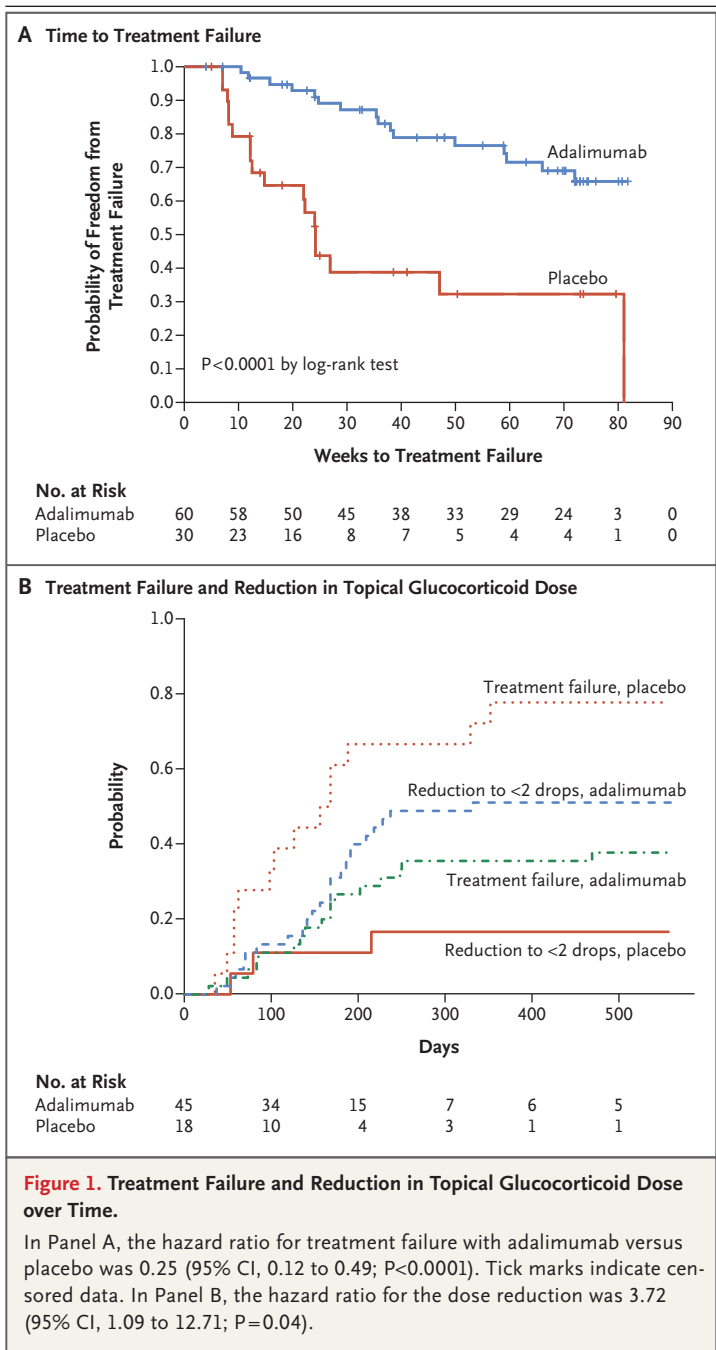 A Time to Treatment Failure
1.0
0.9
0.8
0.7
0.6
0.5
0.4
0.3
0.2
0.1
0.0
Probability of Freedom from
Treatment Failure
Adalimumab
Placebo
P<0.0001 by log-rank test
0 10 20 30 40 50 60 70 80 90
Weeks to Treatment Failure
No. at Risk
Adalimumab 60 58 50 45 38 33 29 24 3 0
Placebo 30 23 16 8 7 5 4 4 1 0
B Treatment Failure and Reduction in Topical Glucocorticoid Dose
1.0
0.8
0.6
0.4
0.2
0.0
Probability
Treatment failure, placebo
Reduction to <2 drops, adalimumab
Treatment failure, adalimumab
Reduction to <2 drops, placebo
0 100 200 300 400 500
Days
No. at Risk
Adalimumab 45 34 15 7 6 5
Placebo 18 10 4 3 1 1
Figure 1. Treatment Failure and Reduction in Topical Glucocorticoid Dose
over Time.
In Panel A, the hazard ratio for treatment failure with adalimumab versus
placebo was 0.25 (95% CI, 0.12 to 0.49; P<0.0001). Tick marks indicate cen-
sored data. In Panel B, the hazard ratio for the dose reduction was 3.72
(95% CI, 1.09 to 12.71; P=0.04).